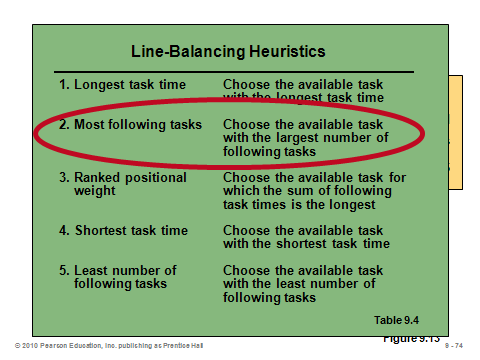 Line-Balancing Heuristics
1. Longest task time Choose the available task
with the longest task time
2. Most following tasks Choose the available task
with the largest number of
following tasks
3. Ranked positional Choose the available task for
weight which the sum of following
task times is the longest
4. Shortest task time Choose the available task
with the shortest task time
5. Least number of Choose the available task
following tasks with the least number of
following tasks
Table 9.4
Figure 9.13
© 2010 Pearson Education, Inc. publishing as Prentice Hall 9 - 74